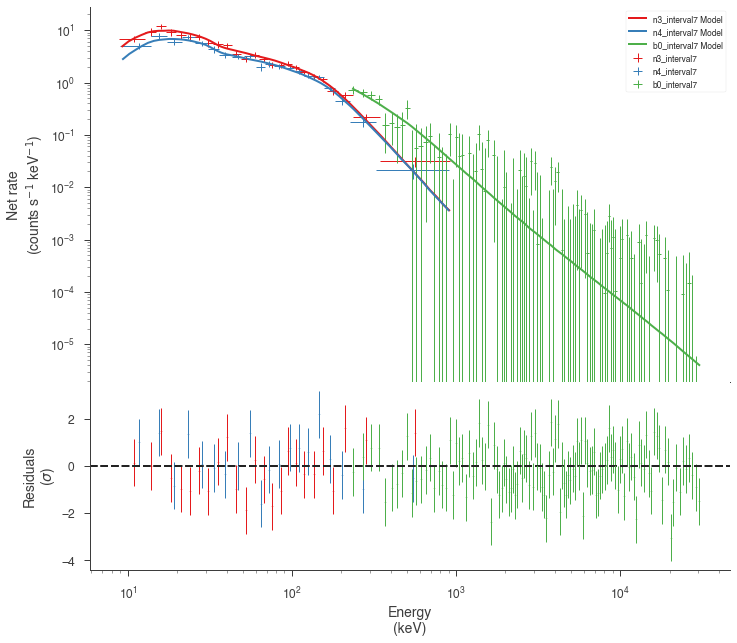 n3_interval7 Model
n4_interval7 Model
b0_interval7 Model
n3_interval7
n4_interval7
b0_interval7
Net rate
(counts s⁻¹ keV⁻¹)
10¹
10⁰
10⁻¹
10⁻²
10⁻³
10⁻⁴
10⁻⁵
Residuals
(σ)
2
0
−2
−4
10¹ 10² 10³ 10⁴
Energy
(keV)